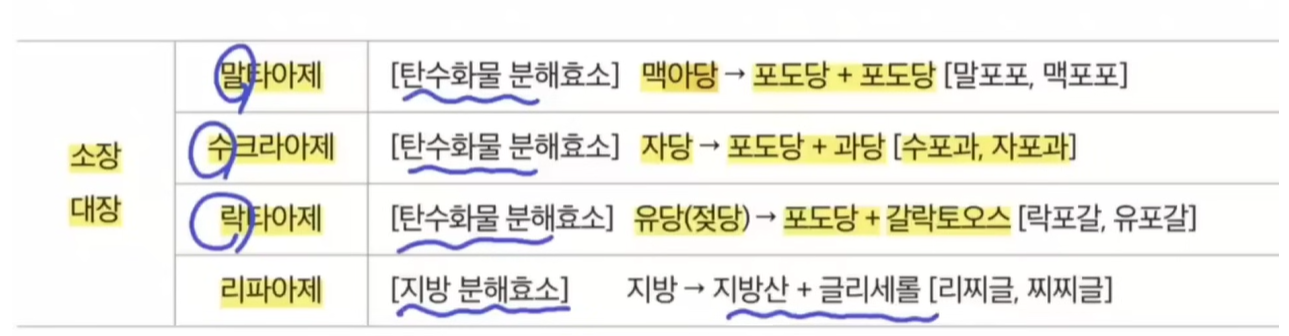 소장
대장
말타아제 [탄수화물 분해효소] 맥아당 → 포도당 + 포도당 [말포포, 맥포포]
수크라아제 [탄수화물 분해효소] 자당 → 포도당 + 과당 [수포과, 자포과]
락타아제 [탄수화물 분해효소] 유당(젖당) → 포도당 + 갈락토오스 [락포갈, 유포갈]
리파아제 [지방 분해효소] 지방 → 지방산 + 글리세롤 [리찌글, 찌찌글]